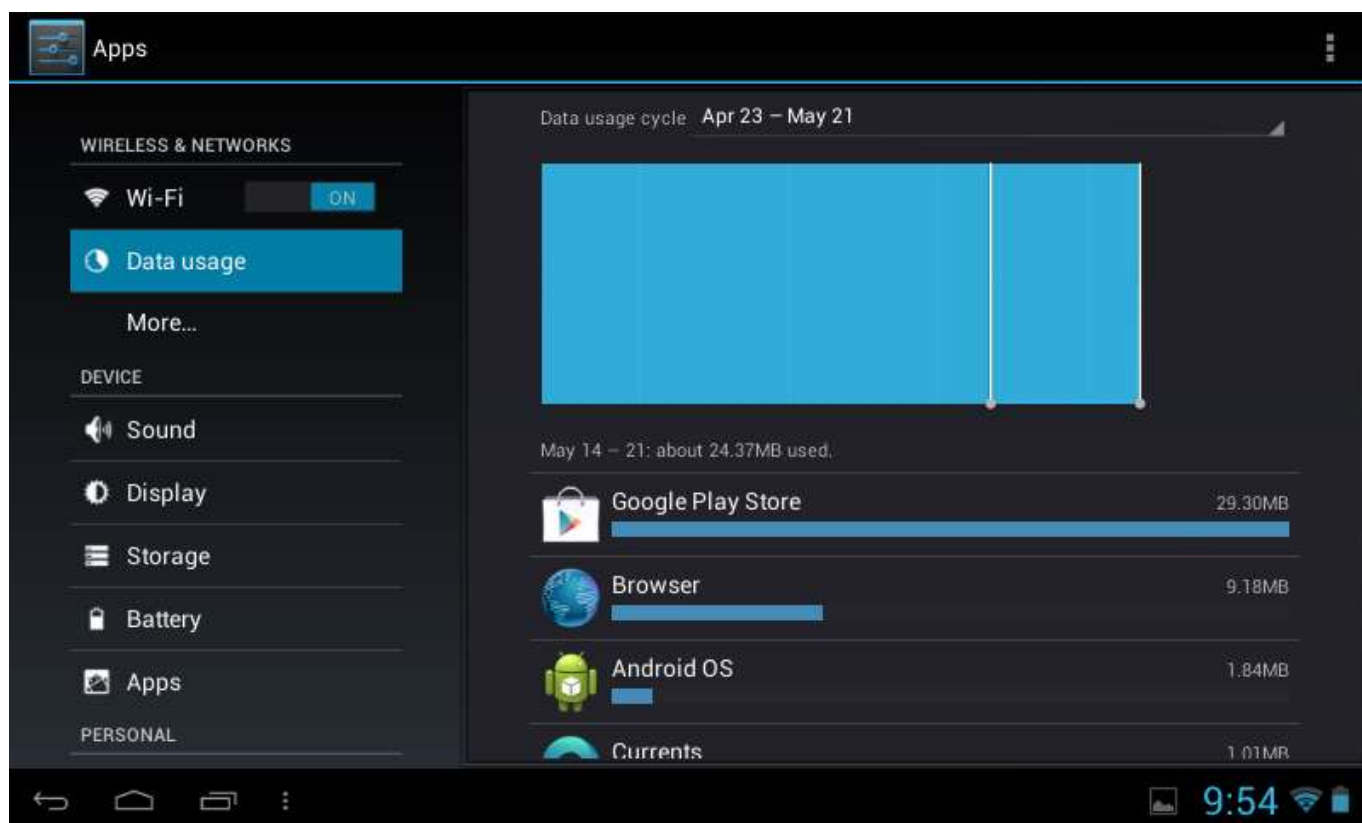 Apps
WIRELESS & NETWORKS
Wi-Fi ON
Data usage
More...
DEVICE
Sound
Display
Storage
Battery
Apps
PERSONAL
Data usage cycle Apr 23 – May 21
May 14 – 21: about 24.37MB used.
Google Play Store 29.30MB
Browser 9.18MB
Android OS 1.84MB
Currents 1.01MB
9:54